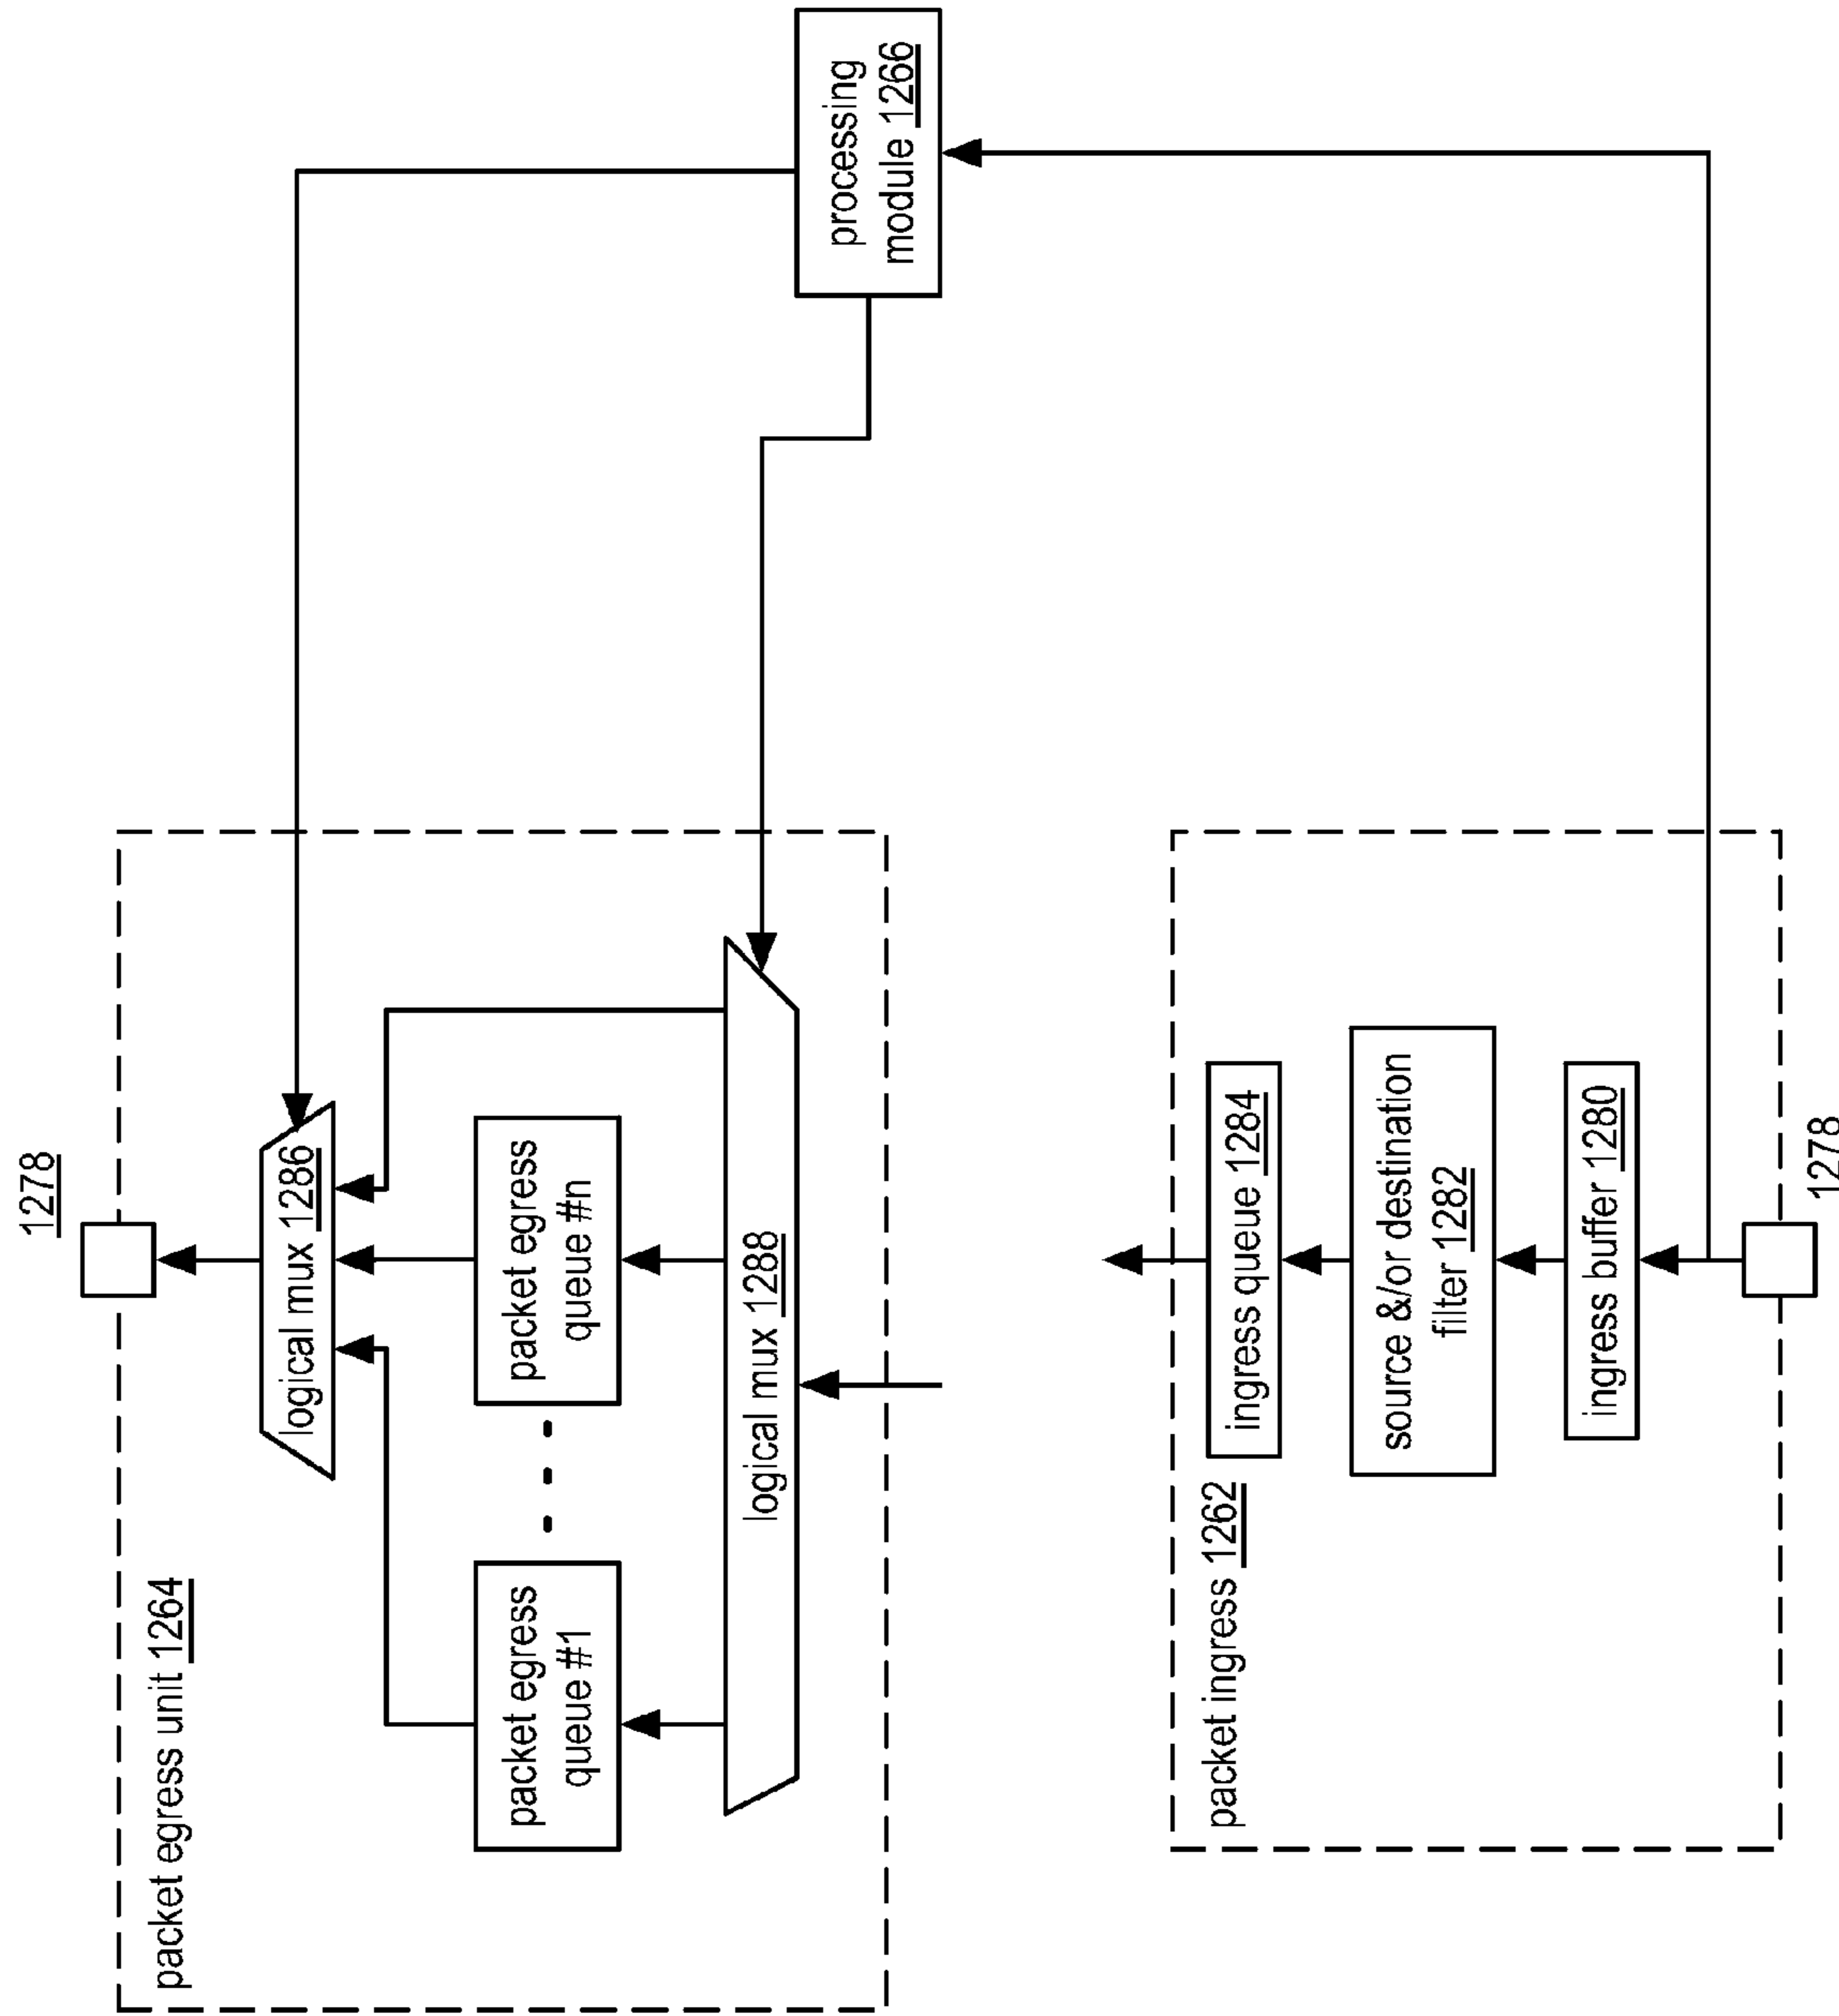 1278
packet egress unit 1264
logical mux 1286
packet egress
queue #1
packet egress
queue #n
logical mux 1288
processing
module 1266
packet ingress 1262
ingress queue 1284
source &/or destination
filter 1282
ingress buffer 1280
1278